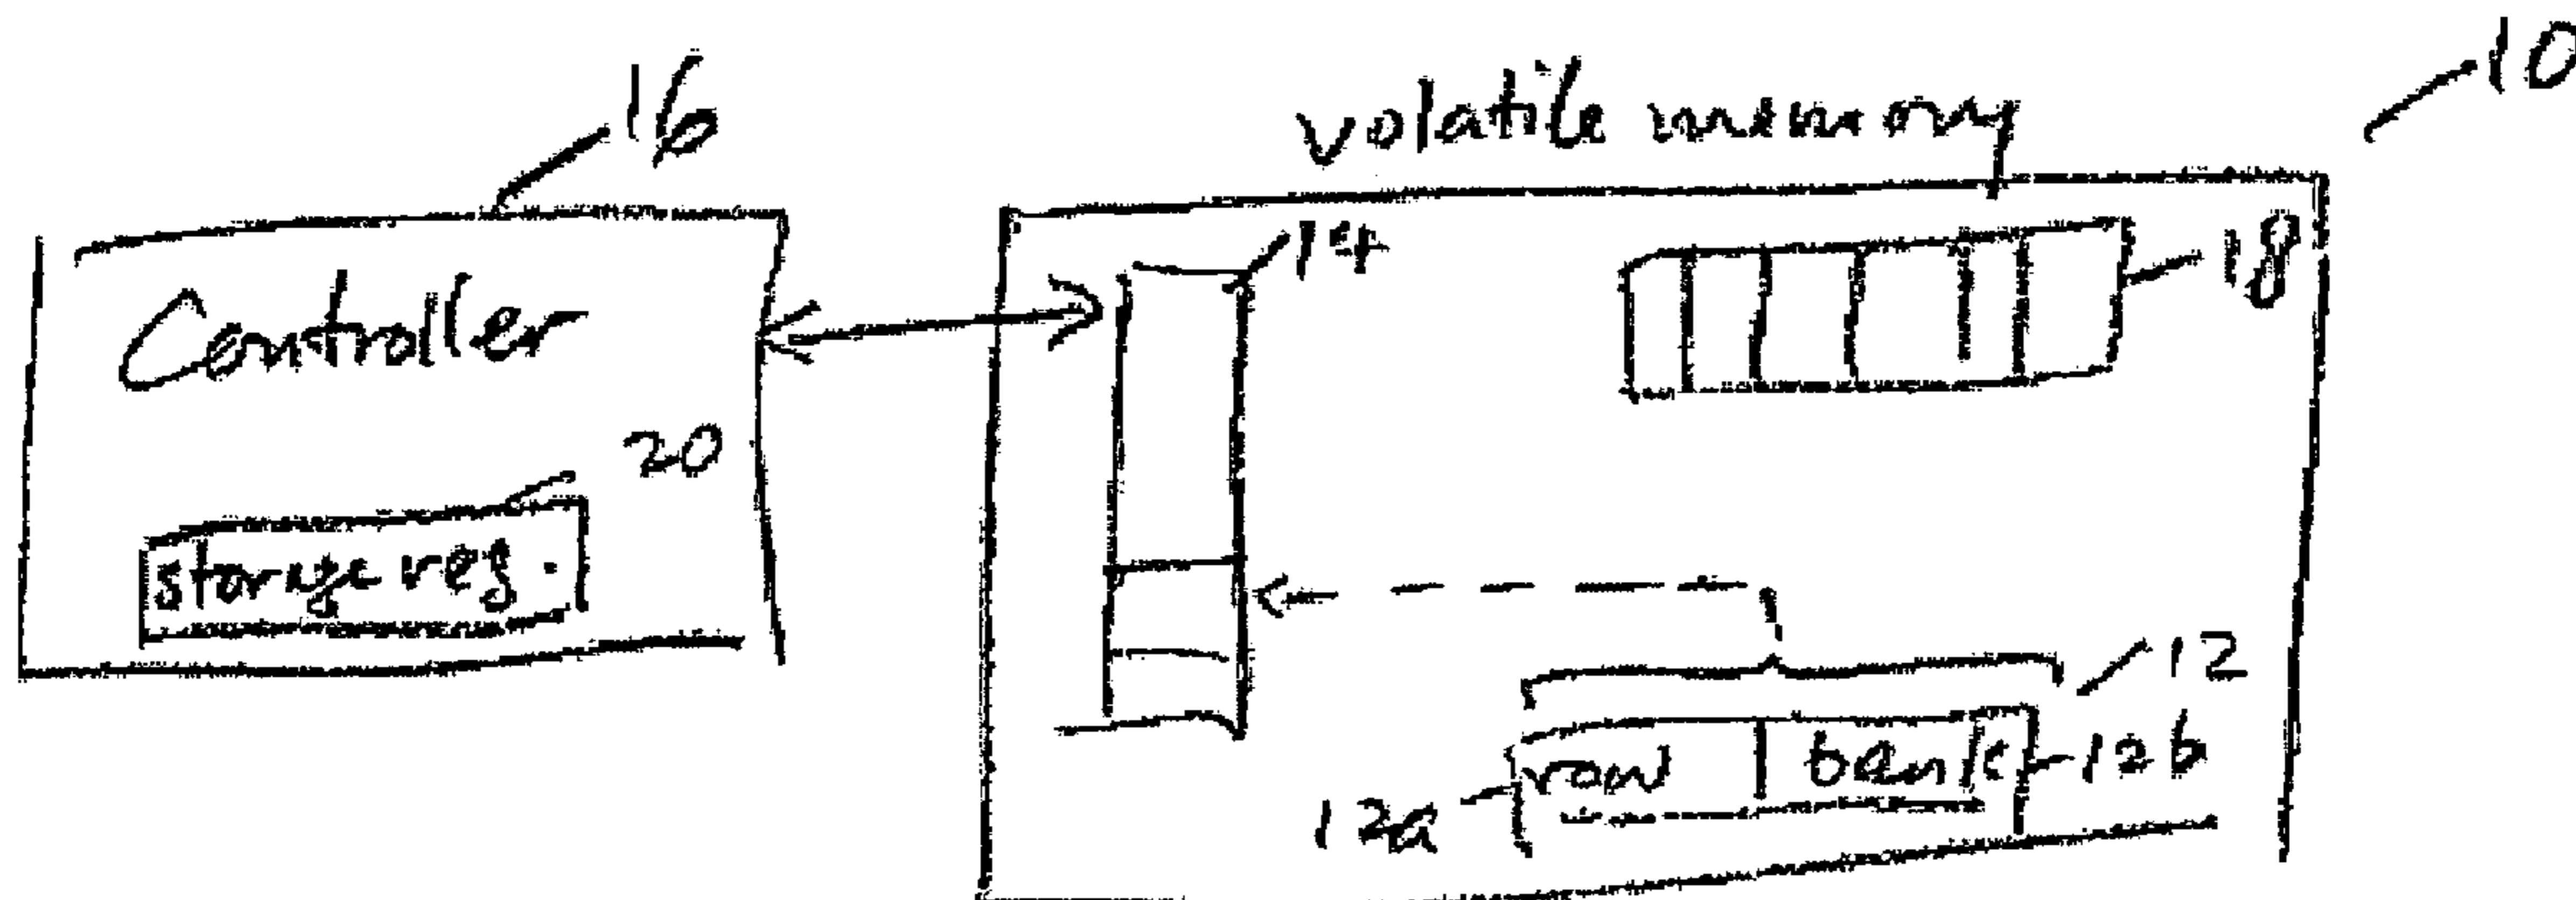 16
volatile memory
10
Controller
14
18
20
storage reg.
12
row bank
12a
12b